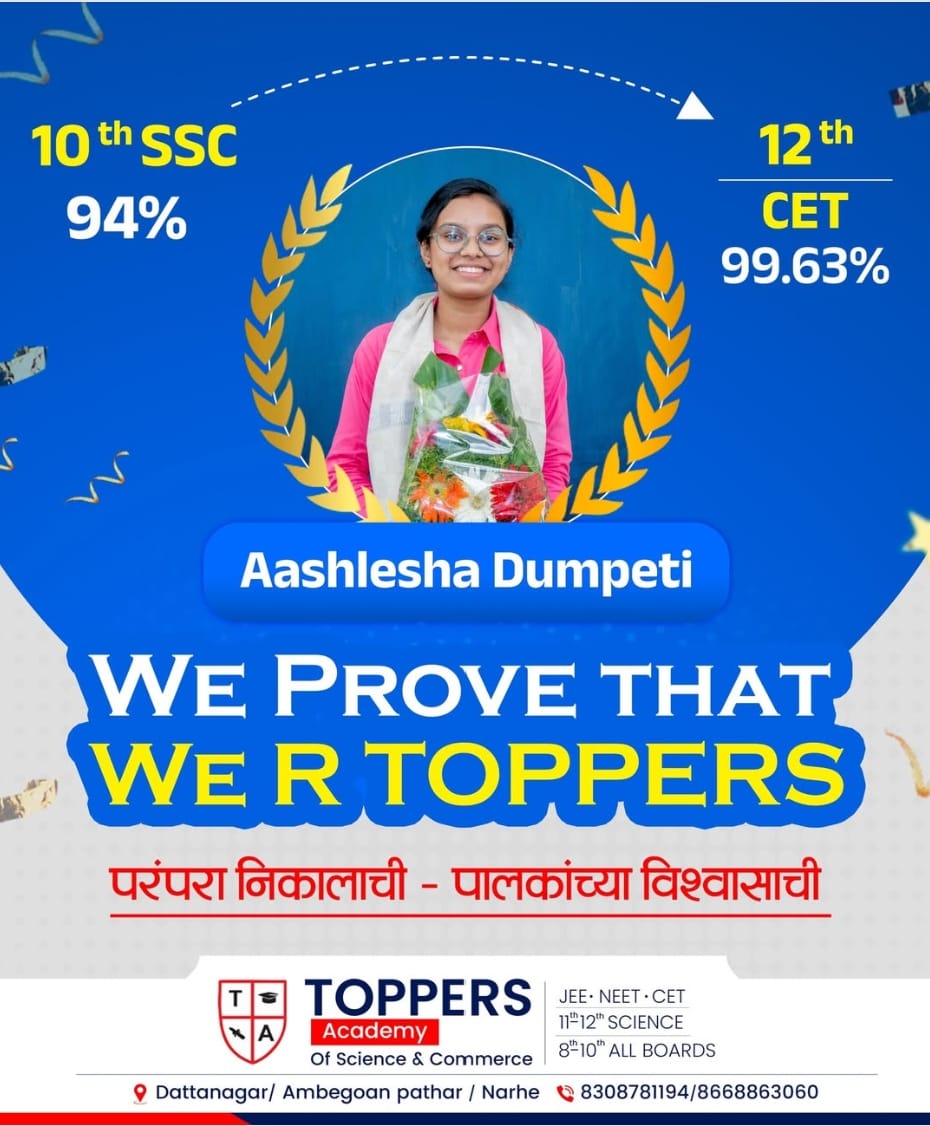 10th SSC
94%
12th
CET
99.63%
Aashlesha Dumpeti
WE PROVE THAT
WE R TOPPERS
परंपरा निकालाची - पालकांच्या विश्वासाची
T
A
TOPPERS
Academy
Of Science & Commerce
JEE • NEET • CET
11th 12th SCIENCE
8th 10th ALL BOARDS
Dattanagar/ Ambegoan pathar / Narhe 8308781194/8668863060